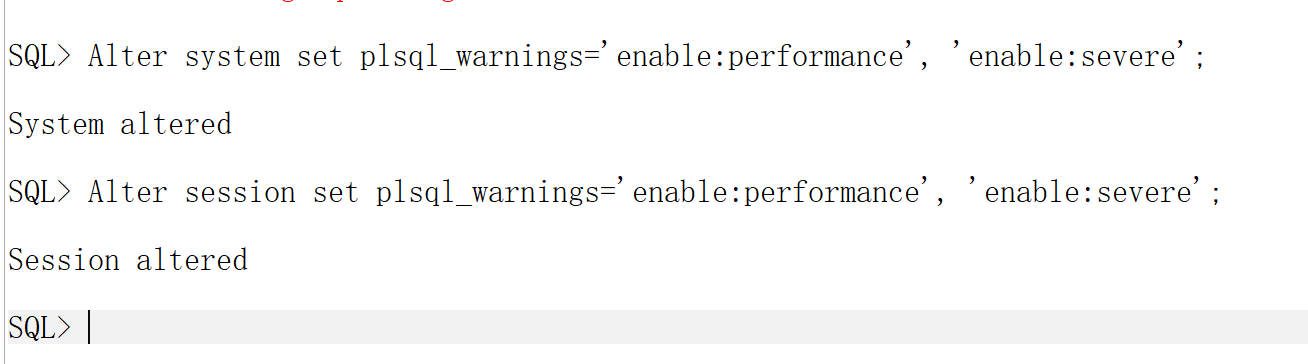 SQL> Alter system set plsql_warnings='enable:performance', 'enable:severe';
System altered
SQL> Alter session set plsql_warnings='enable:performance', 'enable:severe';
Session altered
SQL>